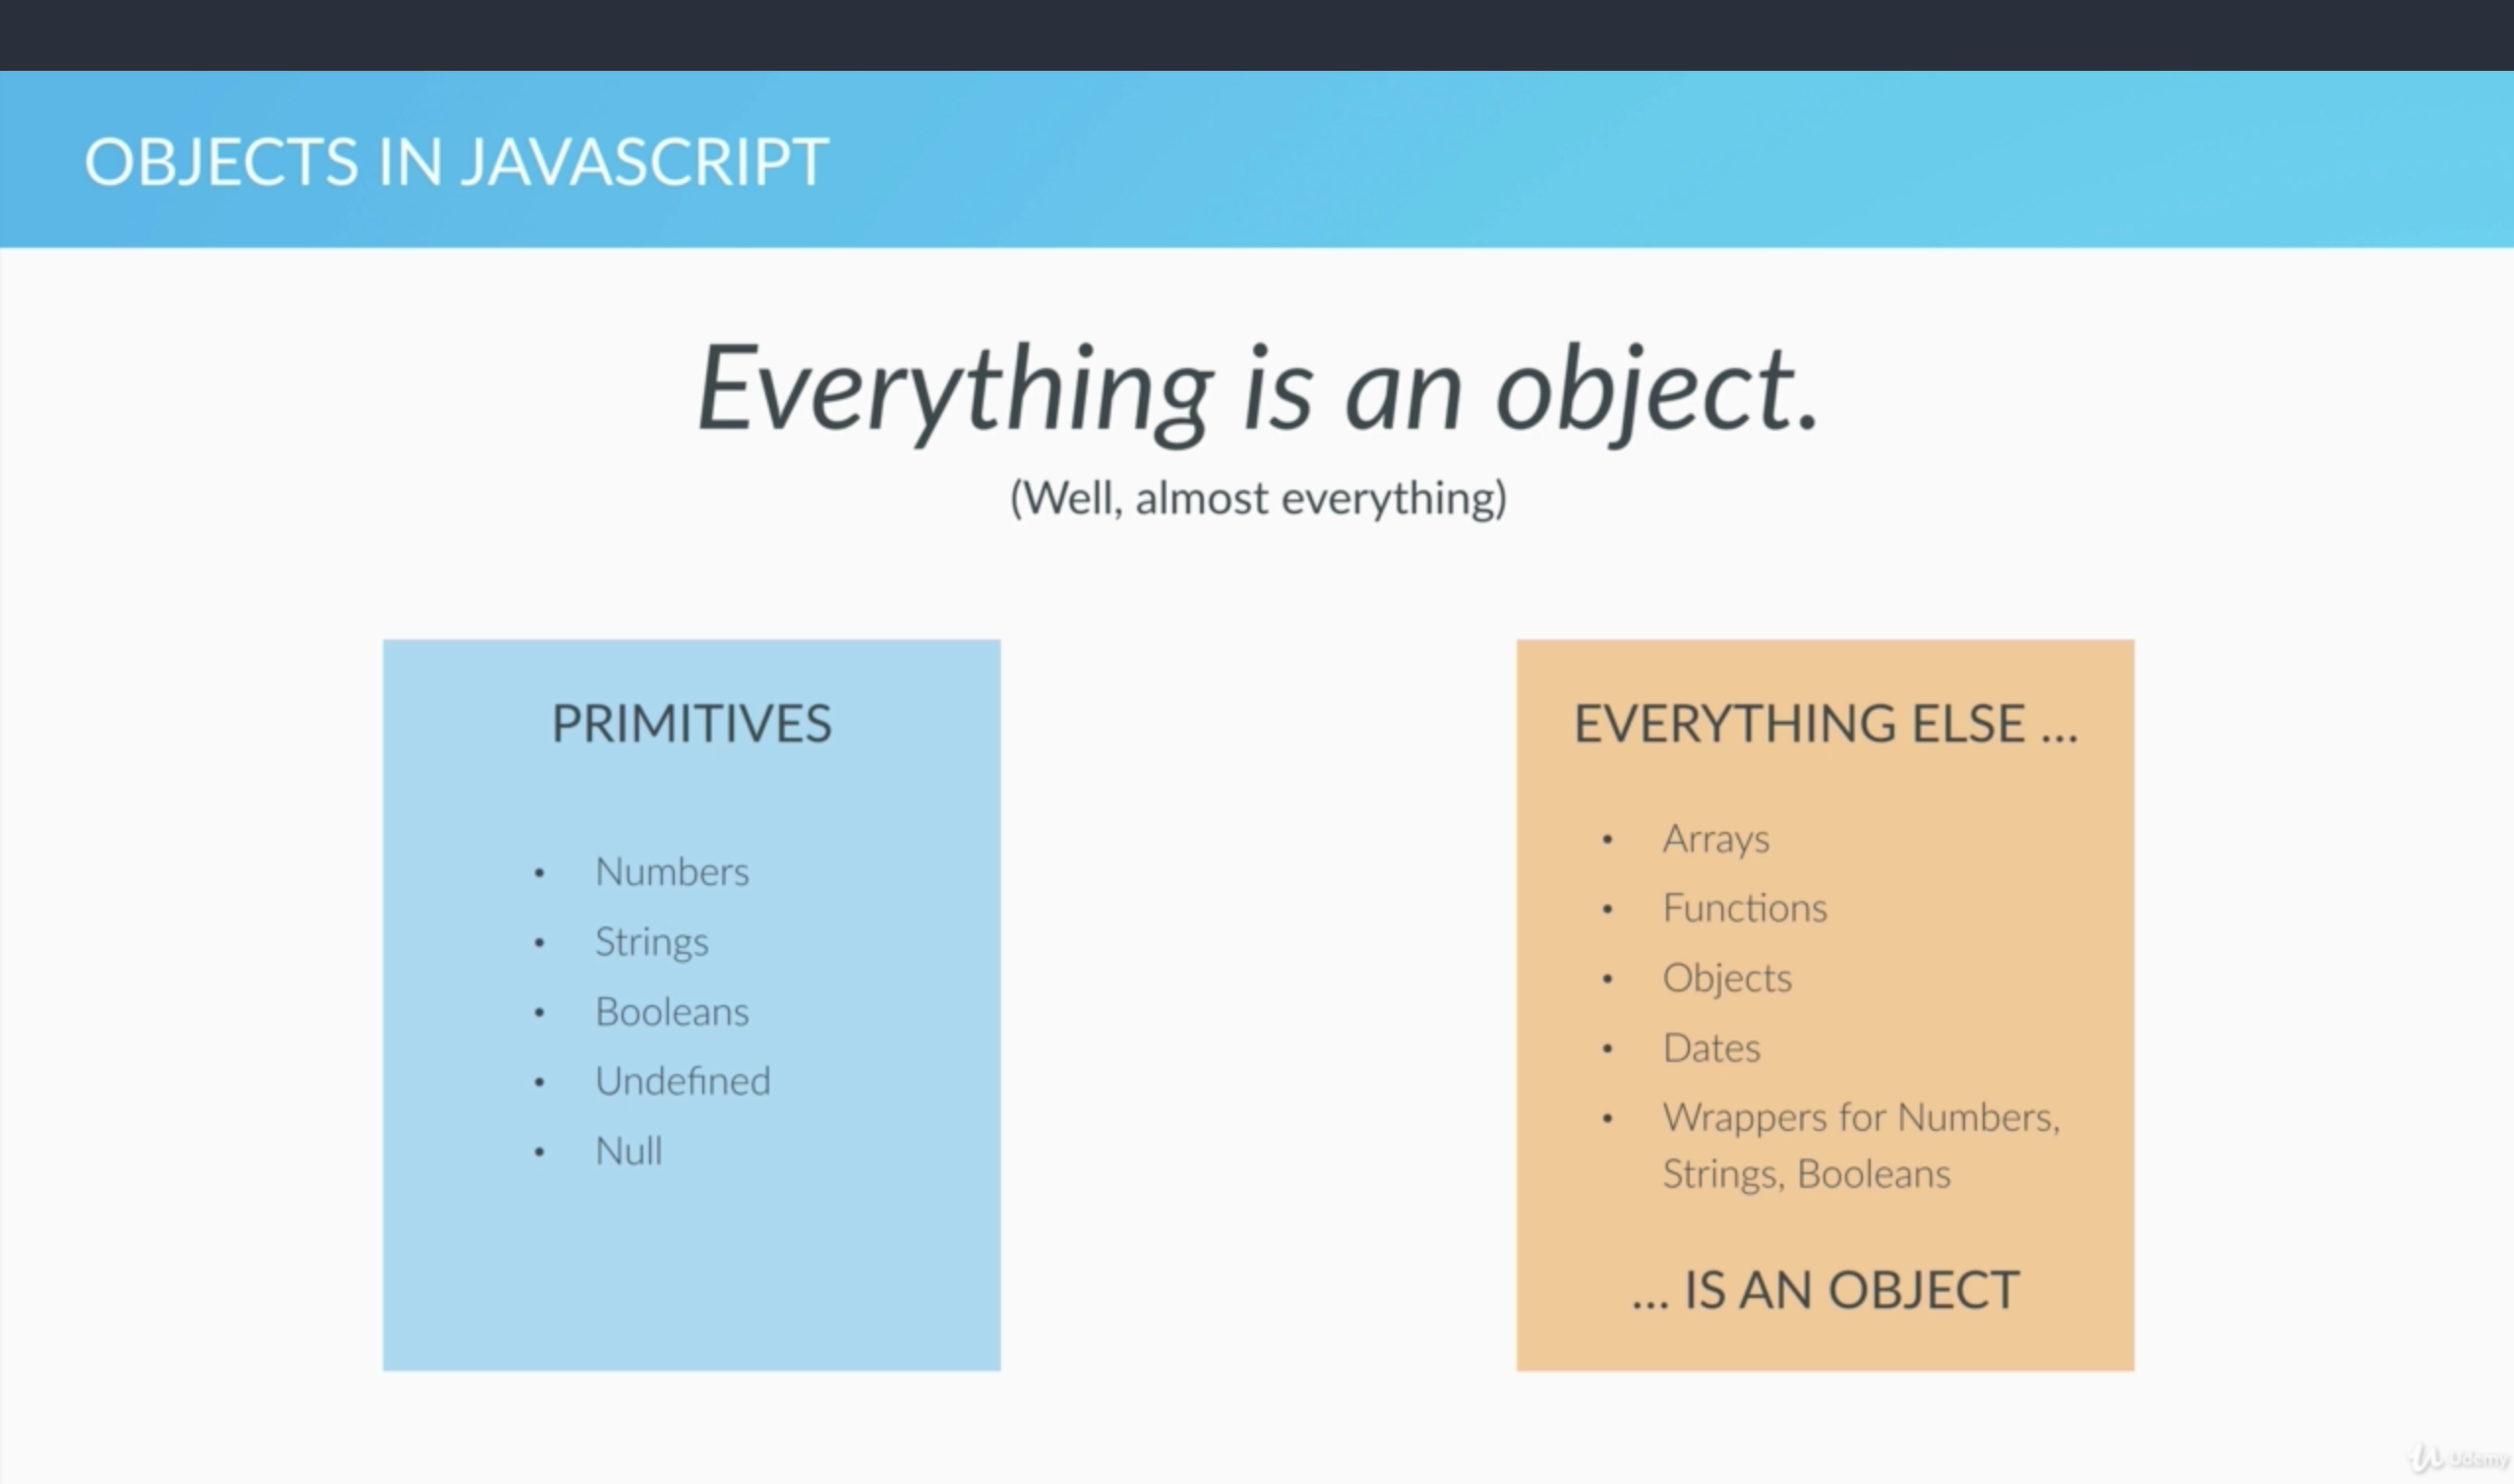 OBJECTS IN JAVASCRIPT
Everything is an object.
(Well, almost everything)
PRIMITIVES
• Numbers
• Strings
• Booleans
• Undefined
• Null
EVERYTHING ELSE ...
• Arrays
• Functions
• Objects
• Dates
• Wrappers for Numbers,
Strings, Booleans
... IS AN OBJECT
Udemy